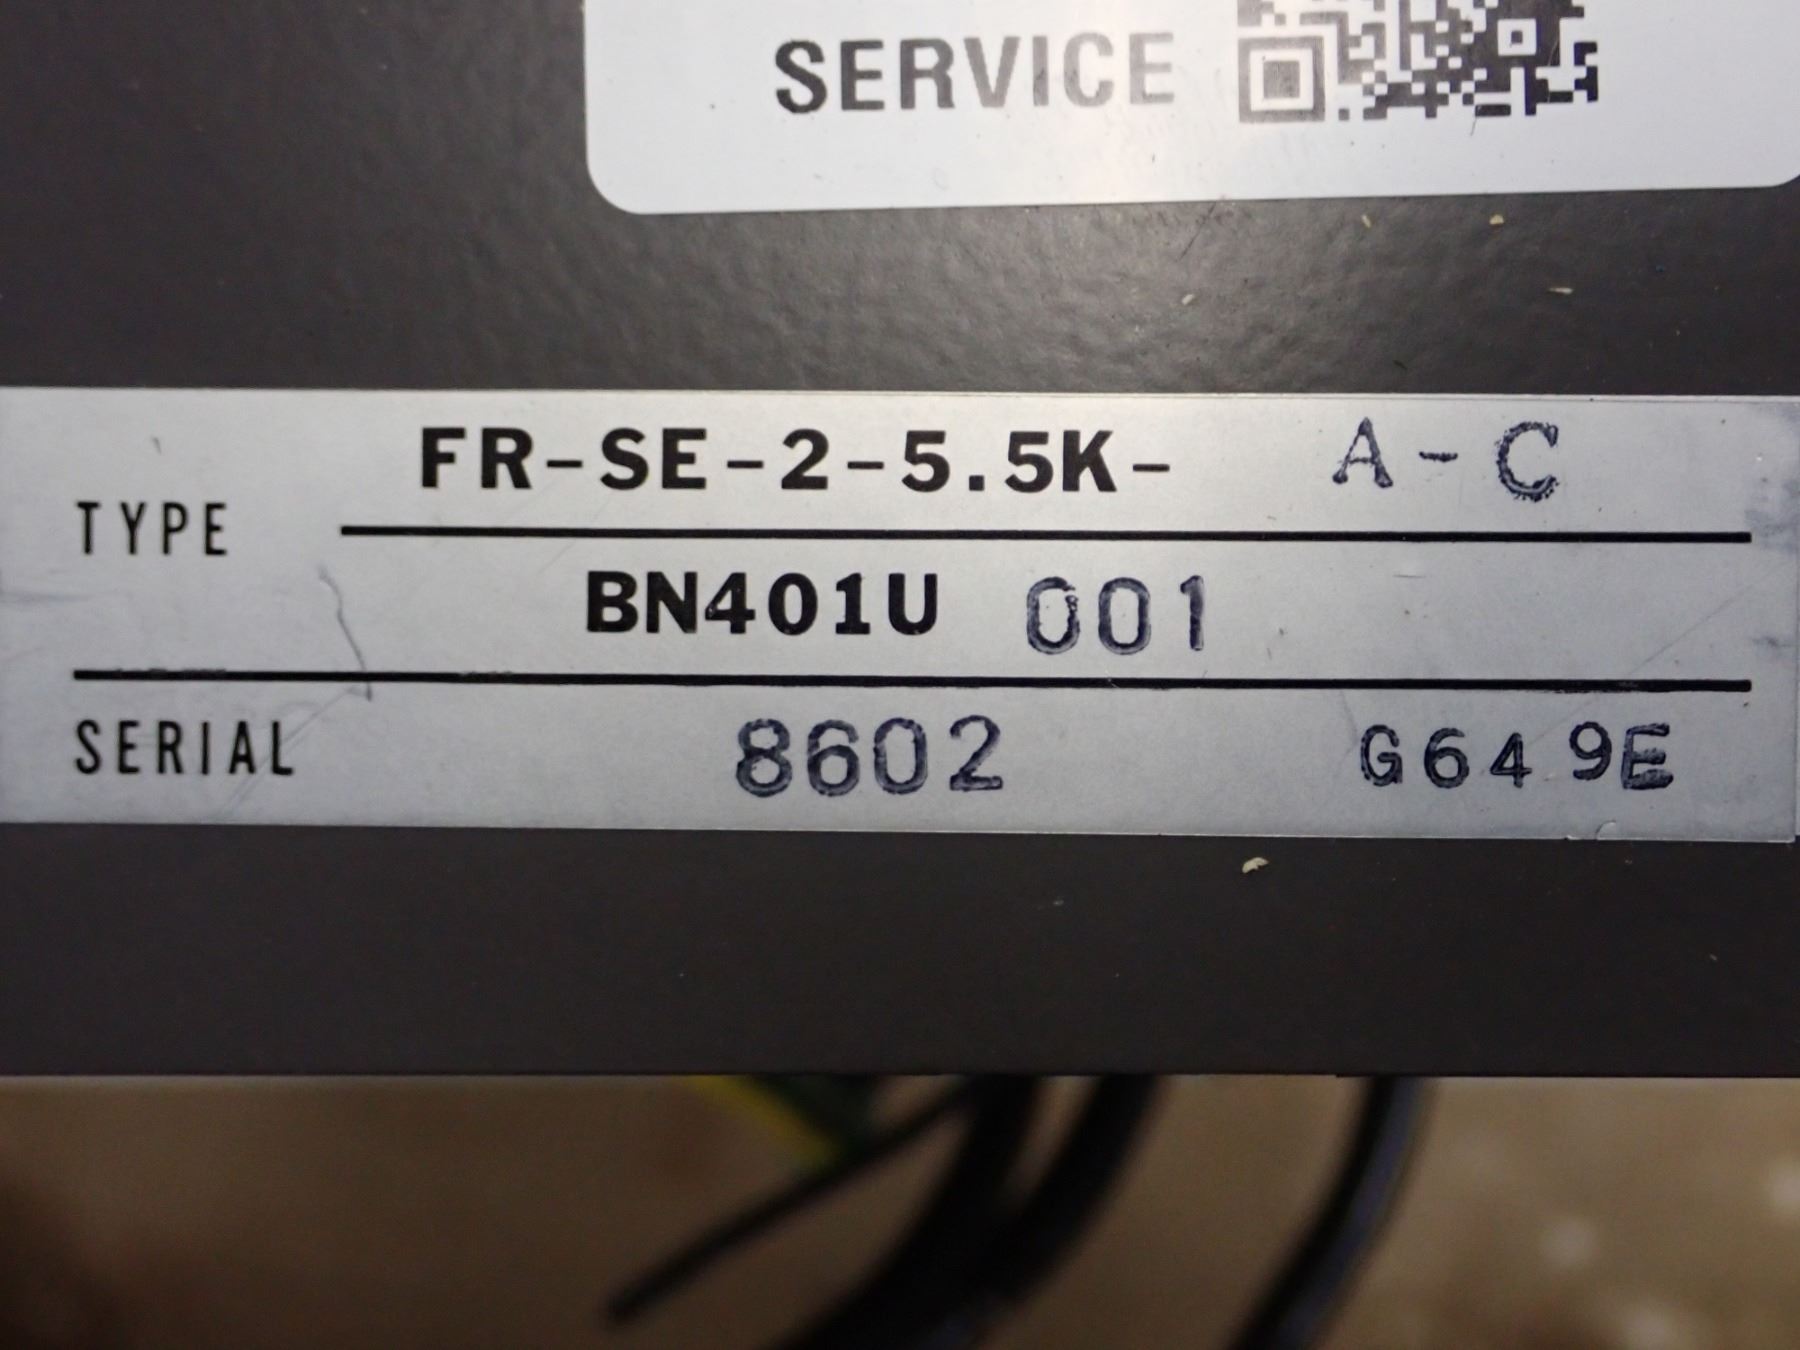 SERVICE
FR-SE-2-5.5K- A-C
TYPE
BN401U 001
SERIAL 8602 G649E